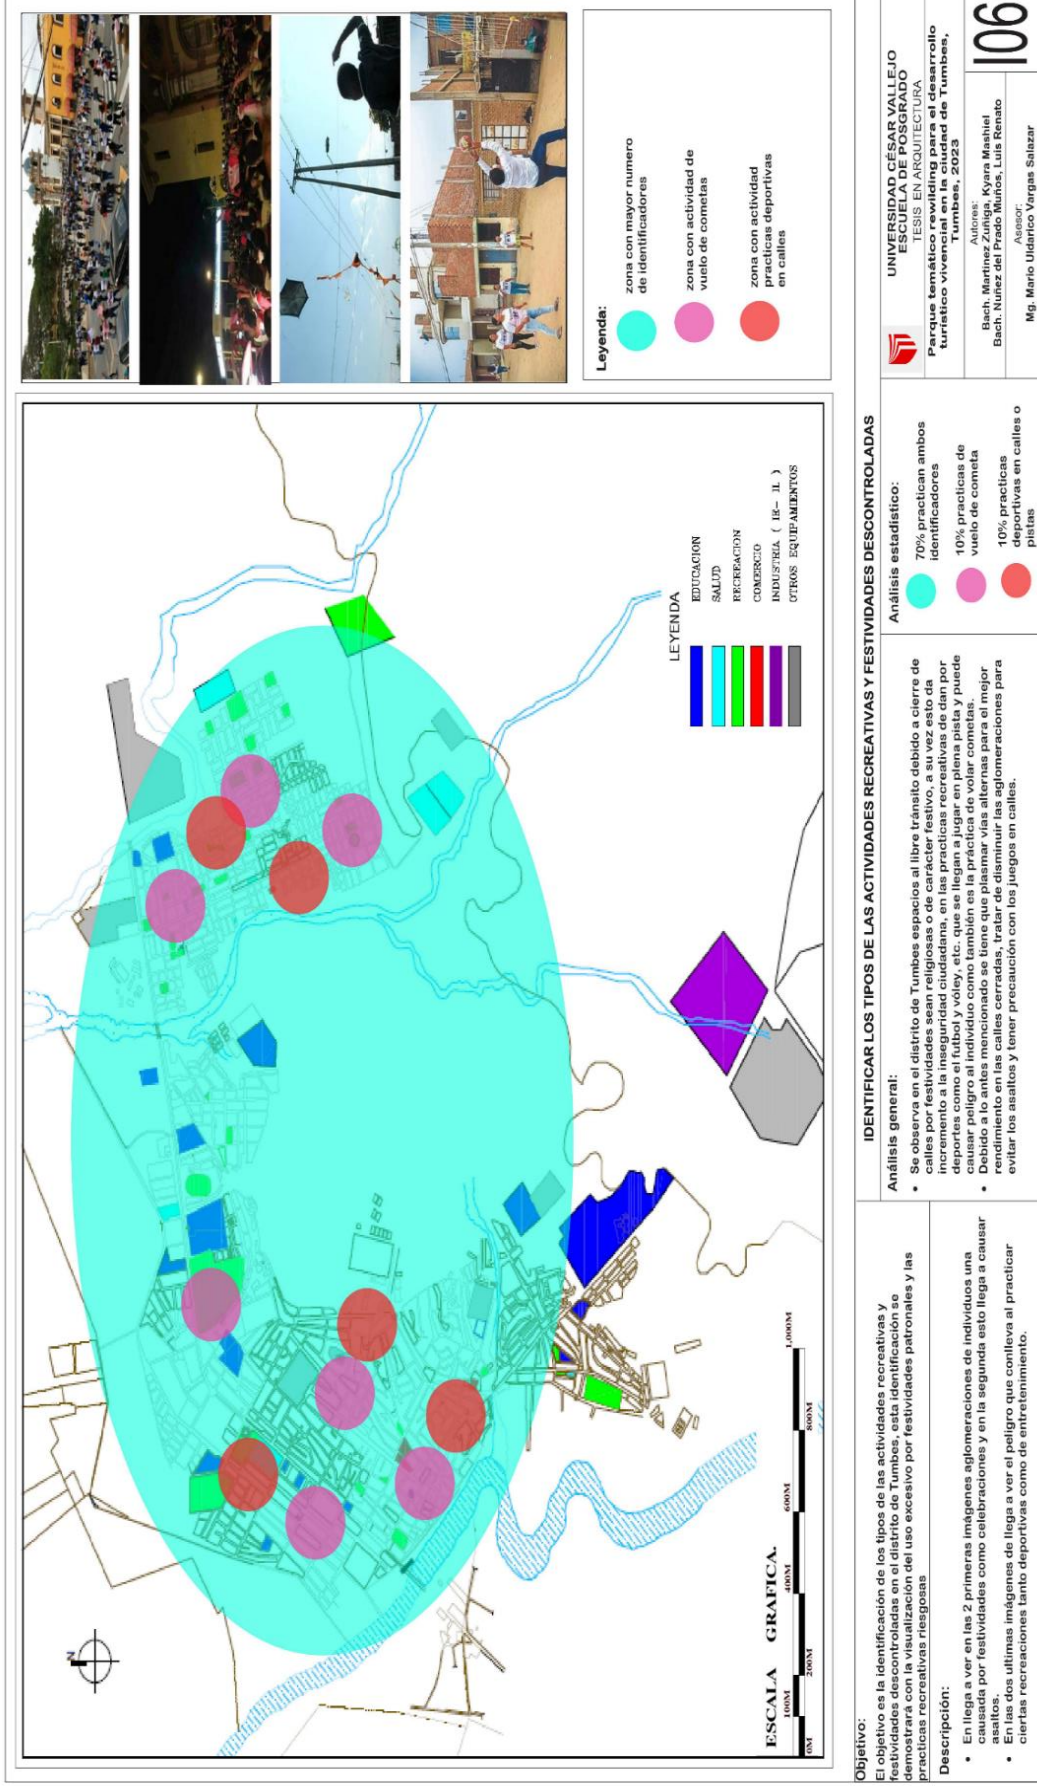 Leyenda:
zona con mayor numero
de identificadores
zona con actividad de
vuelo de cometas
zona con actividad
practicas deportivas
en calles
N
LEYENDA
EDUCACION
SALUD
RECREACION
COMERCIO
INDUSTRIA ( IR- IL )
OTROS EQUIPAMIENTOS
ESCALA GRAFICA.
0M 100M 200M 400M 600M 800M 1,000M
IDENTIFICAR LOS TIPOS DE LAS ACTIVIDADES RECREATIVAS Y FESTIVIDADES DESCONTROLADAS
Objetivo:
El objetivo es la identificación de los tipos de las actividades recreativas y
festividades descontroladas en el distrito de Tumbes, esta identificación se
demostrará con la visualización del uso excesivo por festividades patronales y las
practicas recreativas riesgosas
Descripción:
• En llega a ver en las 2 primeras imágenes aglomeraciones de individuos una
causada por festividades como celebraciones y en la segunda esto llega a causar
asaltos.
• En las dos ultimas imágenes de llega a ver el peligro que conlleva al practicar
ciertas recreaciones tanto deportivas como de entretenimiento.
Análisis general:
• Se observa en el distrito de Tumbes espacios al libre tránsito debido a cierre de
calles por festividades sean religiosas o de carácter festivo, a su vez esto da
incremento a la inseguridad ciudadana, en las practicas recreativas de dan por
deportes como el futbol y vóley, etc. que se llegan a jugar en plena pista y puede
causar peligro al individuo como también es la práctica de volar cometas.
• Debido a lo antes mencionado se tiene que plasmar vías alternas para el mejor
rendimiento en las calles cerradas, tratar de disminuir las aglomeraciones para
evitar los asaltos y tener precaución con los juegos en calles.
Análisis estadístico:
70% practican ambos
identificadores
10% practicas de
vuelo de cometa
10% practicas
deportivas en calles o
pistas
UNIVERSIDAD CÉSAR VALLEJO
ESCUELA DE POSGRADO
TESIS EN ARQUITECTURA
Parque temático rewilding para el desarrollo
turístico vivencial en la ciudad de Tumbes,
Tumbes, 2023
Autores:
Bach. Martinez Zuñiga, Kyara Mashiel
Bach. Nuñez del Prado Muños, Luis Renato
Asesor:
Mg. Mario Uldarico Vargas Salazar
I06